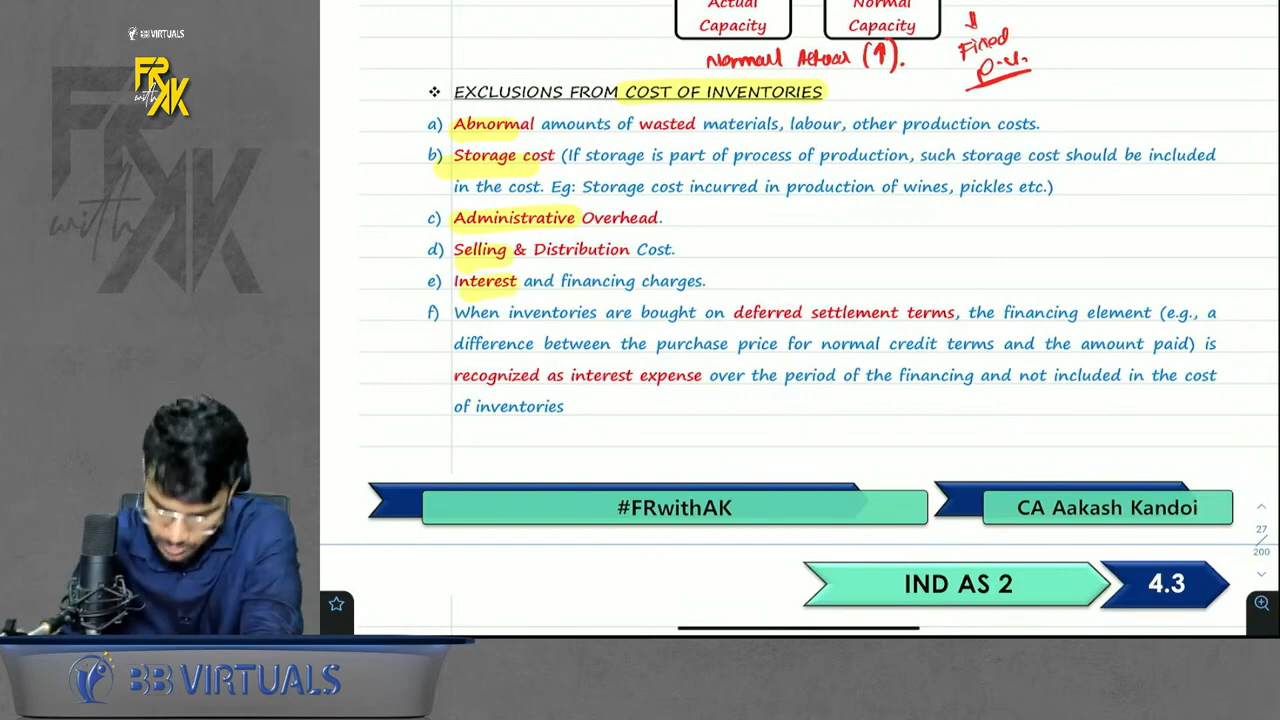 BB VIRTUALS
FR
with
AK
FR
with
AK
Actual
Capacity
Normal
Capacity
Normal Actual (↑).
Fixed
P.U.
❖ EXCLUSIONS FROM COST OF INVENTORIES
a) Abnormal amounts of wasted materials, labour, other production costs.
b) Storage cost (If storage is part of process of production, such storage cost should be included
in the cost. Eg: Storage cost incurred in production of wines, pickles etc.)
c) Administrative Overhead.
d) Selling & Distribution Cost.
e) Interest and financing charges.
f) When inventories are bought on deferred settlement terms, the financing element (e.g., a
difference between the purchase price for normal credit terms and the amount paid) is
recognized as interest expense over the period of the financing and not included in the cost
of inventories
#FRwithAK
CA Aakash Kandoi
27
200
IND AS 2
4.3
BB VIRTUALS